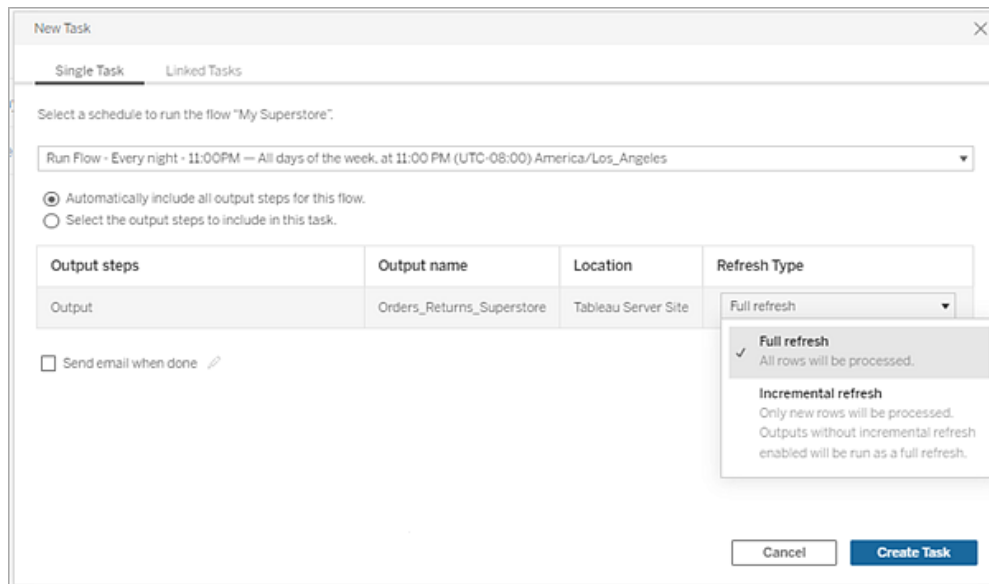 New Task
Single Task
Linked Tasks
Select a schedule to run the flow "My Superstore".
Run Flow - Every night - 11:00PM — All days of the week, at 11:00 PM (UTC-08:00) America/Los_Angeles
Automatically include all output steps for this flow.
Select the output steps to include in this task.
Output steps Output name Location Refresh Type
Output Orders_Returns_Superstore Tableau Server Site Full refresh
Full refresh
All rows will be processed.
Incremental refresh
Only new rows will be processed.
Outputs without incremental refresh
enabled will be run as a full refresh.
Send email when done
Cancel
Create Task